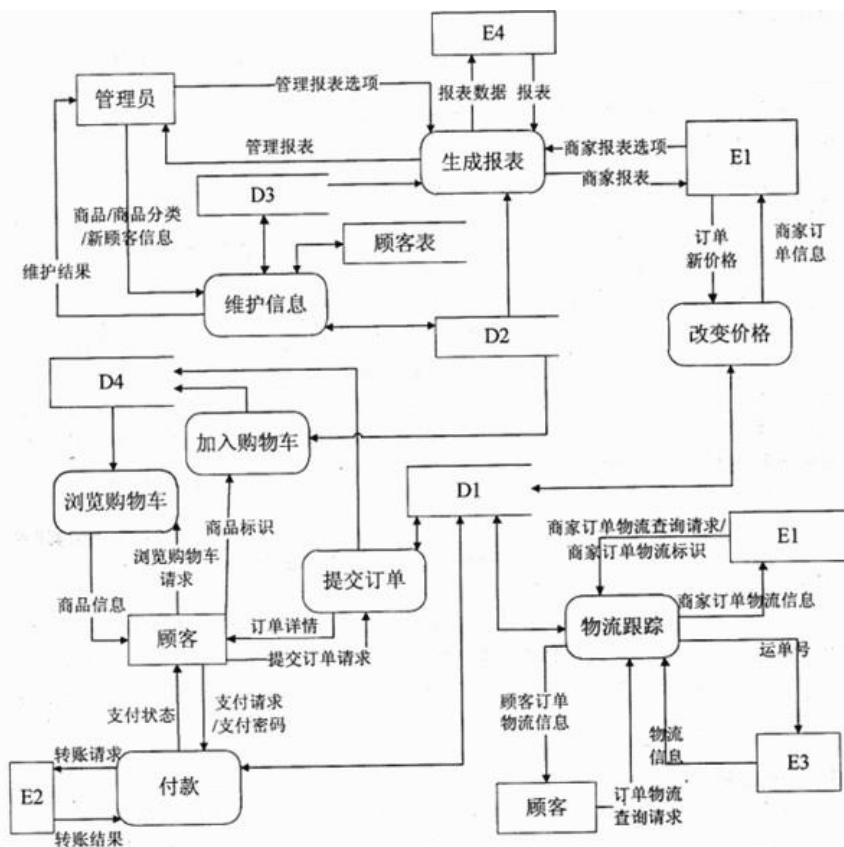 E4
管理员
管理报表选项
报表数据
报表
管理报表
生成报表
商家报表选项
商家报表
E1
D3
商品/商品分类
/新顾客信息
顾客表
订单
新价格
商家订
单信息
维护结果
维护信息
D2
改变价格
D4
加入购物车
浏览购物车
D1
商品标识
商家订单物流查询请求/
商家订单物流标识
E1
浏览购物车
请求
提交订单
商品信息
商家订单物流信息
订单详情
物流跟踪
顾客
提交订单请求
运单号
支付状态
支付请求
/支付密码
顾客订单
物流信息
物流
信息
转账请求
付款
E3
E2
顾客
订单物流
查询请求
转账结果